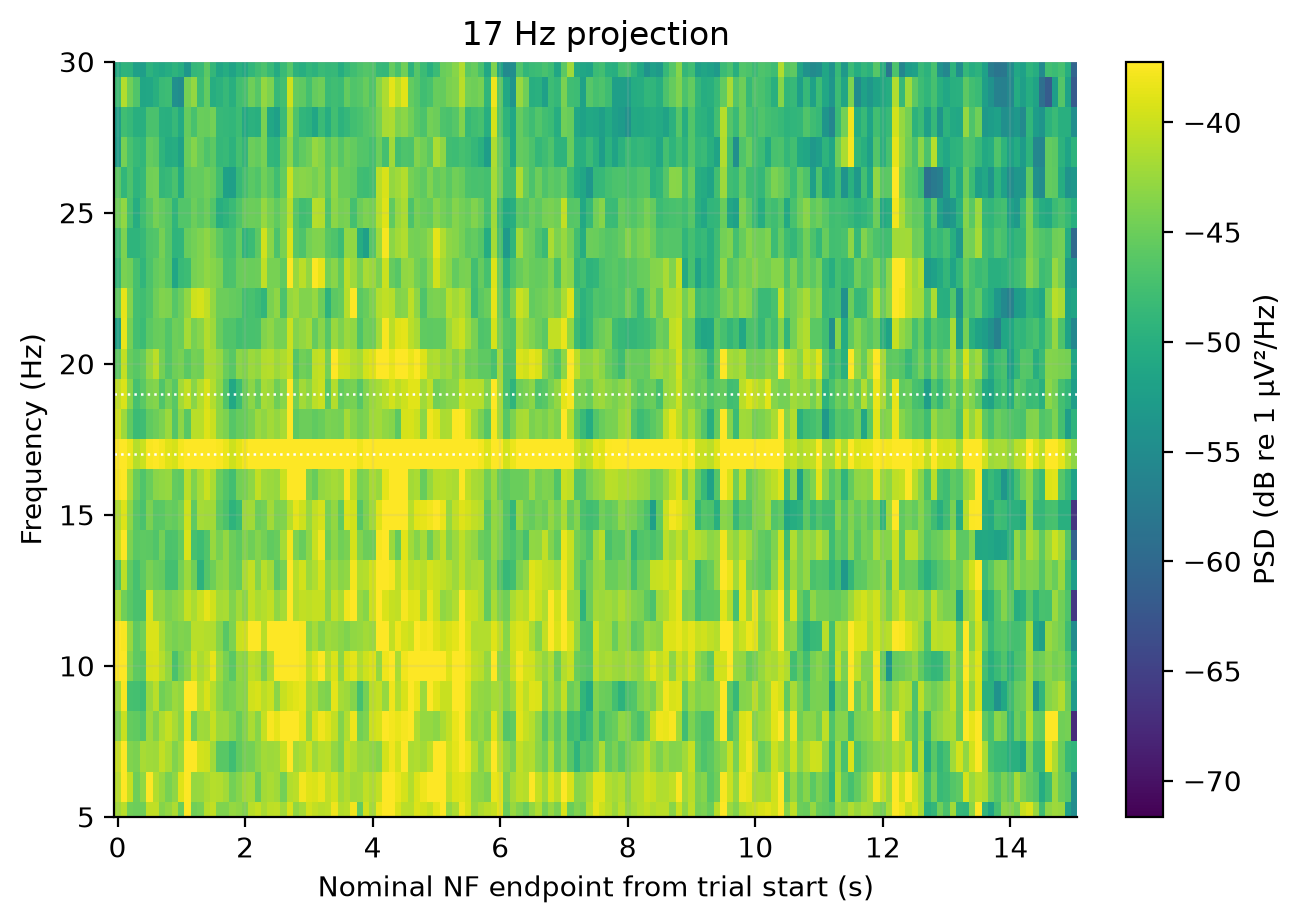 17 Hz projection
30
25
20
15
10
5
Frequency (Hz)
0 2 4 6 8 10 12 14
Nominal NF endpoint from trial start (s)
−40
−45
−50
−55
−60
−65
−70
PSD (dB re 1 µV²/Hz)